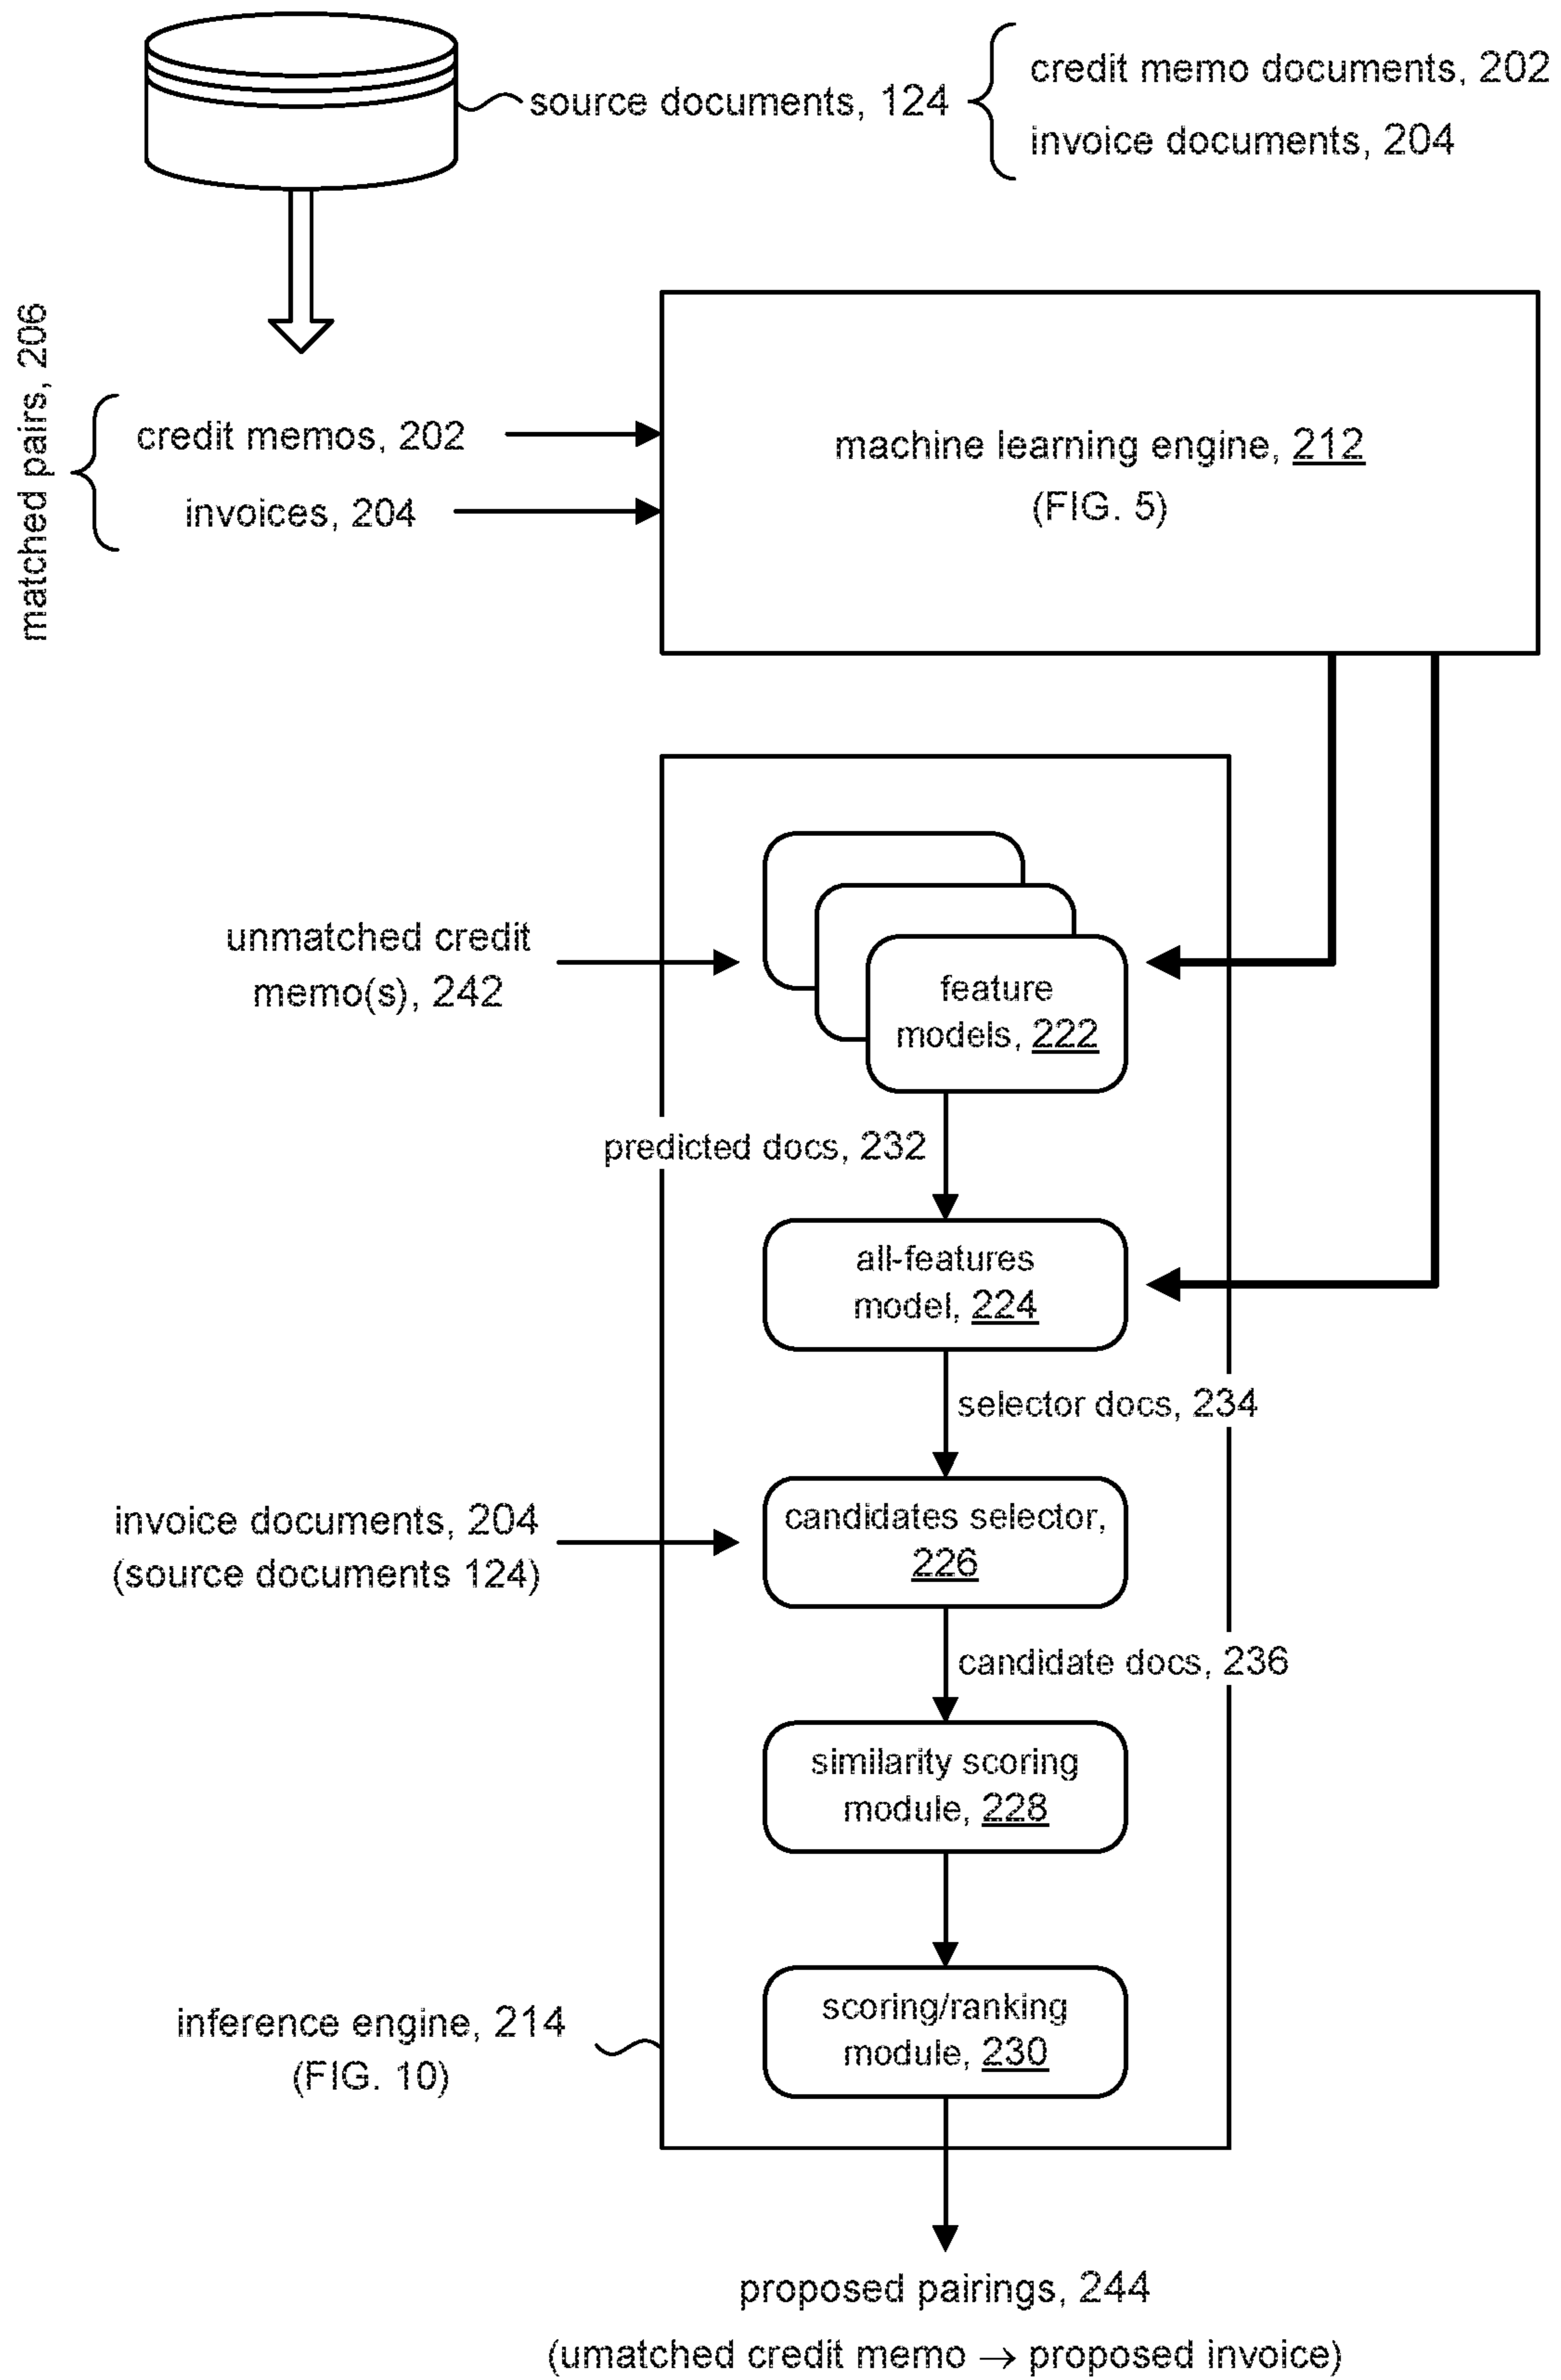 source documents, 124
credit memo documents, 202
invoice documents, 204
matched pairs, 206
credit memos, 202
invoices, 204
machine learning engine, 212
(FIG. 5)
unmatched credit
memo(s), 242
feature
models, 222
predicted docs, 232
all-features
model, 224
selector docs, 234
invoice documents, 204
(source documents 124)
candidates selector,
226
candidate docs, 236
similarity scoring
module, 228
inference engine, 214
(FIG. 10)
scoring/ranking
module, 230
proposed pairings, 244
(umatched credit memo → proposed invoice)